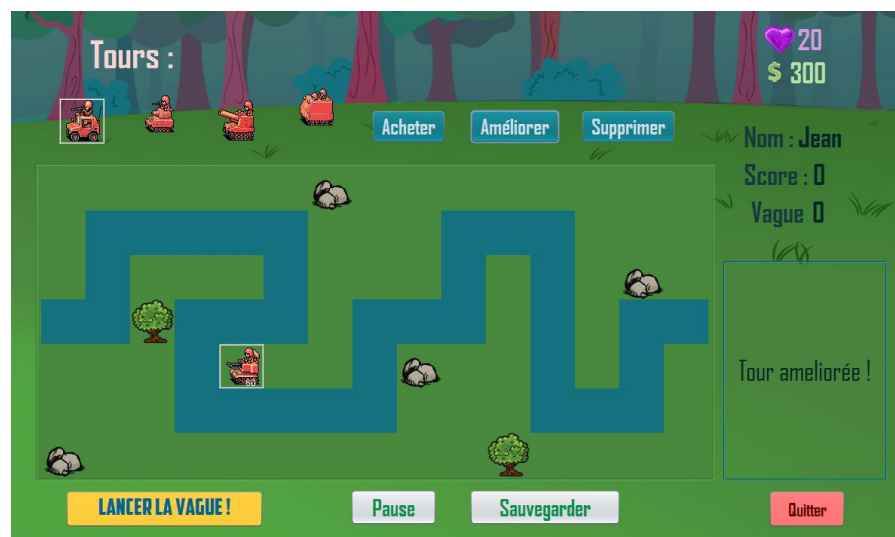 Tours :
20
$ 300
Acheter
Améliorer
Supprimer
Nom : Jean
Score : 0
Vague 0
60
Tour ameliorée !
LANCER LA VAGUE !
Pause
Sauvegarder
Quitter